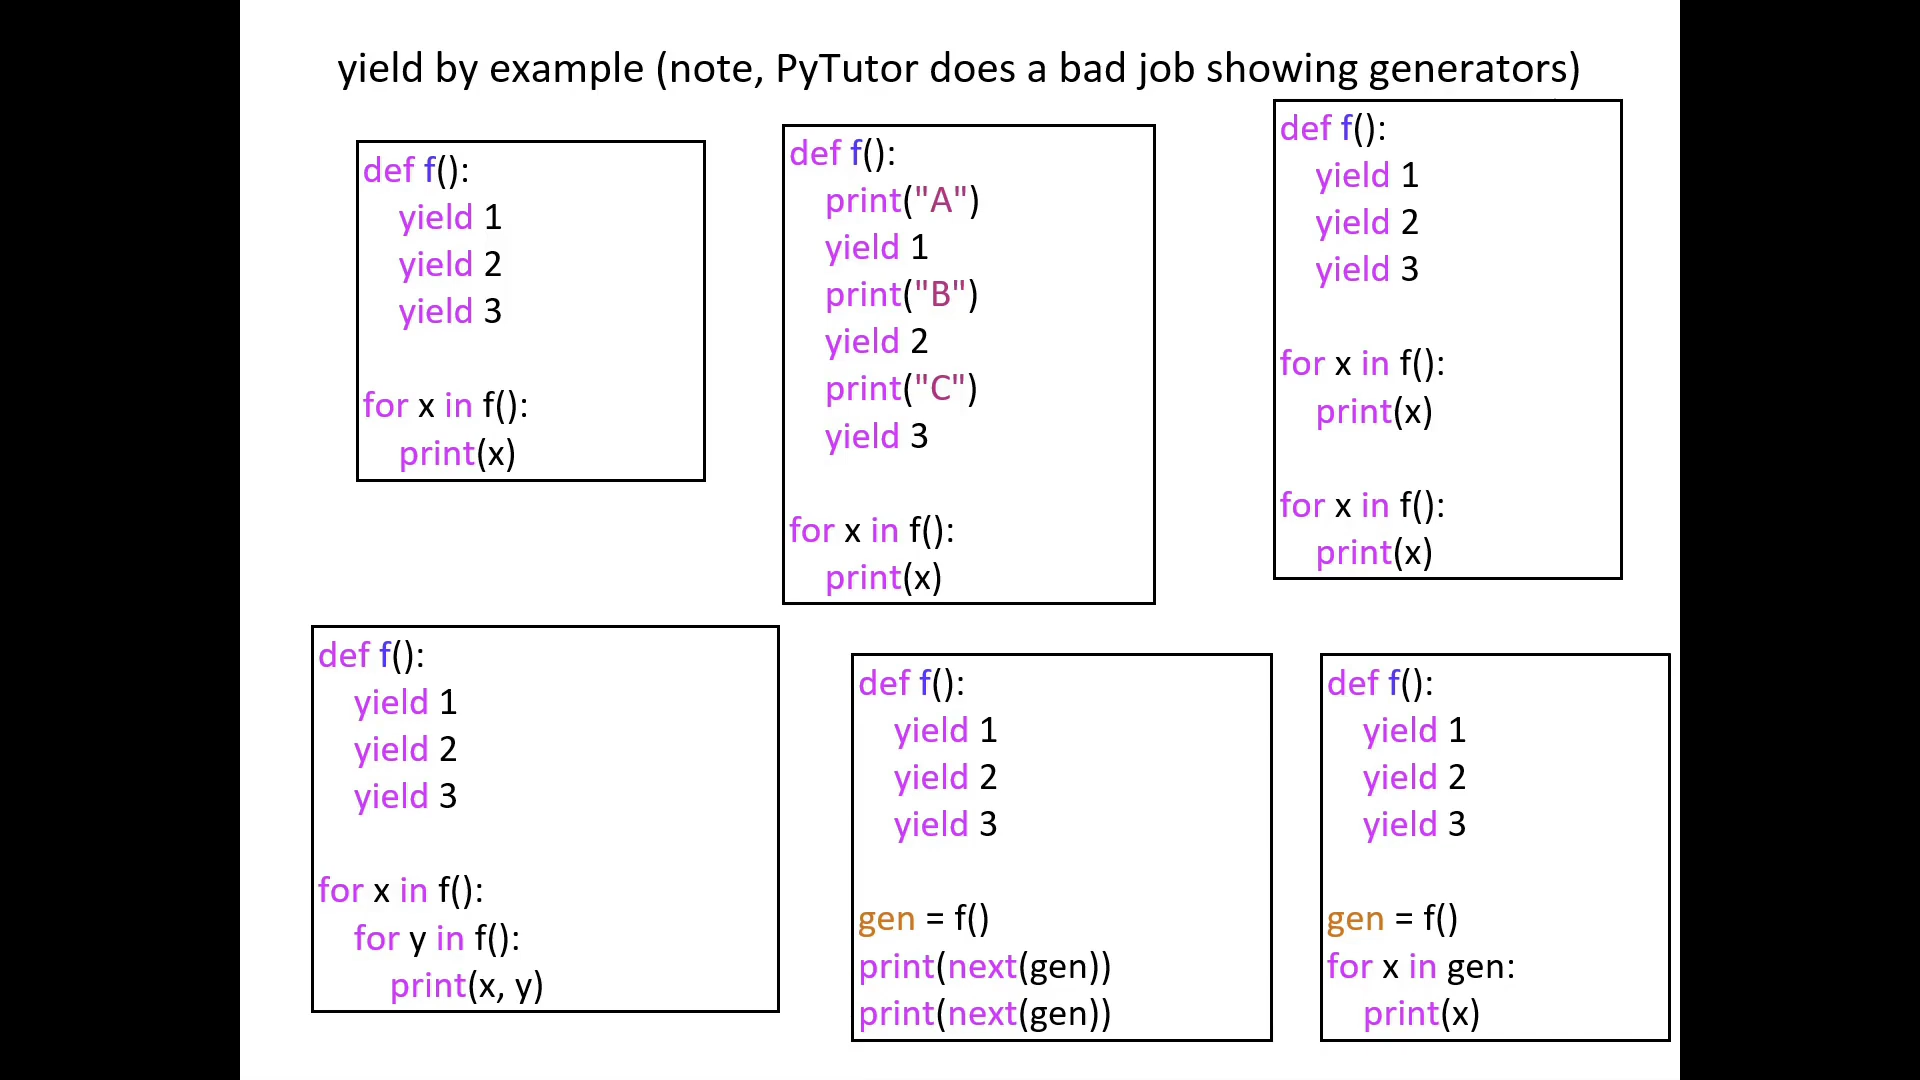 yield by example (note, PyTutor does a bad job showing generators)
def f():
yield 1
yield 2
yield 3
for x in f():
print(x)
def f():
print("A")
yield 1
print("B")
yield 2
print("C")
yield 3
for x in f():
print(x)
def f():
yield 1
yield 2
yield 3
for x in f():
print(x)
for x in f():
print(x)
def f():
yield 1
yield 2
yield 3
for x in f():
for y in f():
print(x, y)
def f():
yield 1
yield 2
yield 3
gen = f()
print(next(gen))
print(next(gen))
def f():
yield 1
yield 2
yield 3
gen = f()
for x in gen:
print(x)